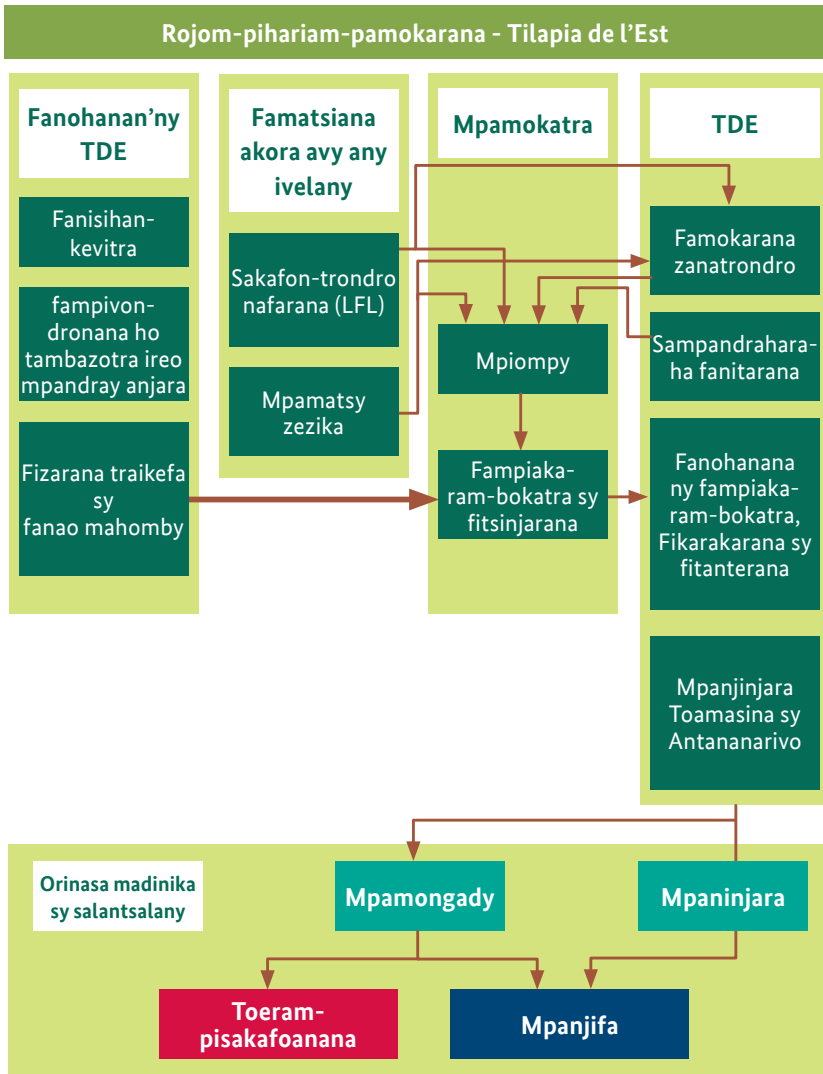 Rojom-pihariam-pamokarana - Tilapia de l’Est
Fanohanan’ny
TDE
Fanisihan-
kevitra
fampivon-
dronana ho
tambazotra ireo
mpandray anjara
Fizarana traikefa
sy
fanao mahomby
Famatsiana
akora avy any
ivelany
Sakafon-trondro
nafarana (LFL)
Mpamatsy
zezika
Mpamokatra
Mpiompy
Fampiaka-
ram-bokatra sy
fitsinjarana
TDE
Famokarana
zanatrondro
Sampandrahara-
ha fanitarana
Fanohanana
ny fampiaka-
ram-bokatra,
Fikarakarana sy
fitanterana
Mpanjinjara
Toamasina sy
Antananarivo
Orinasa madinika
sy salantsalany
Mpamongady
Mpaninjara
Toeram-
pisakafoanana
Mpanjifa